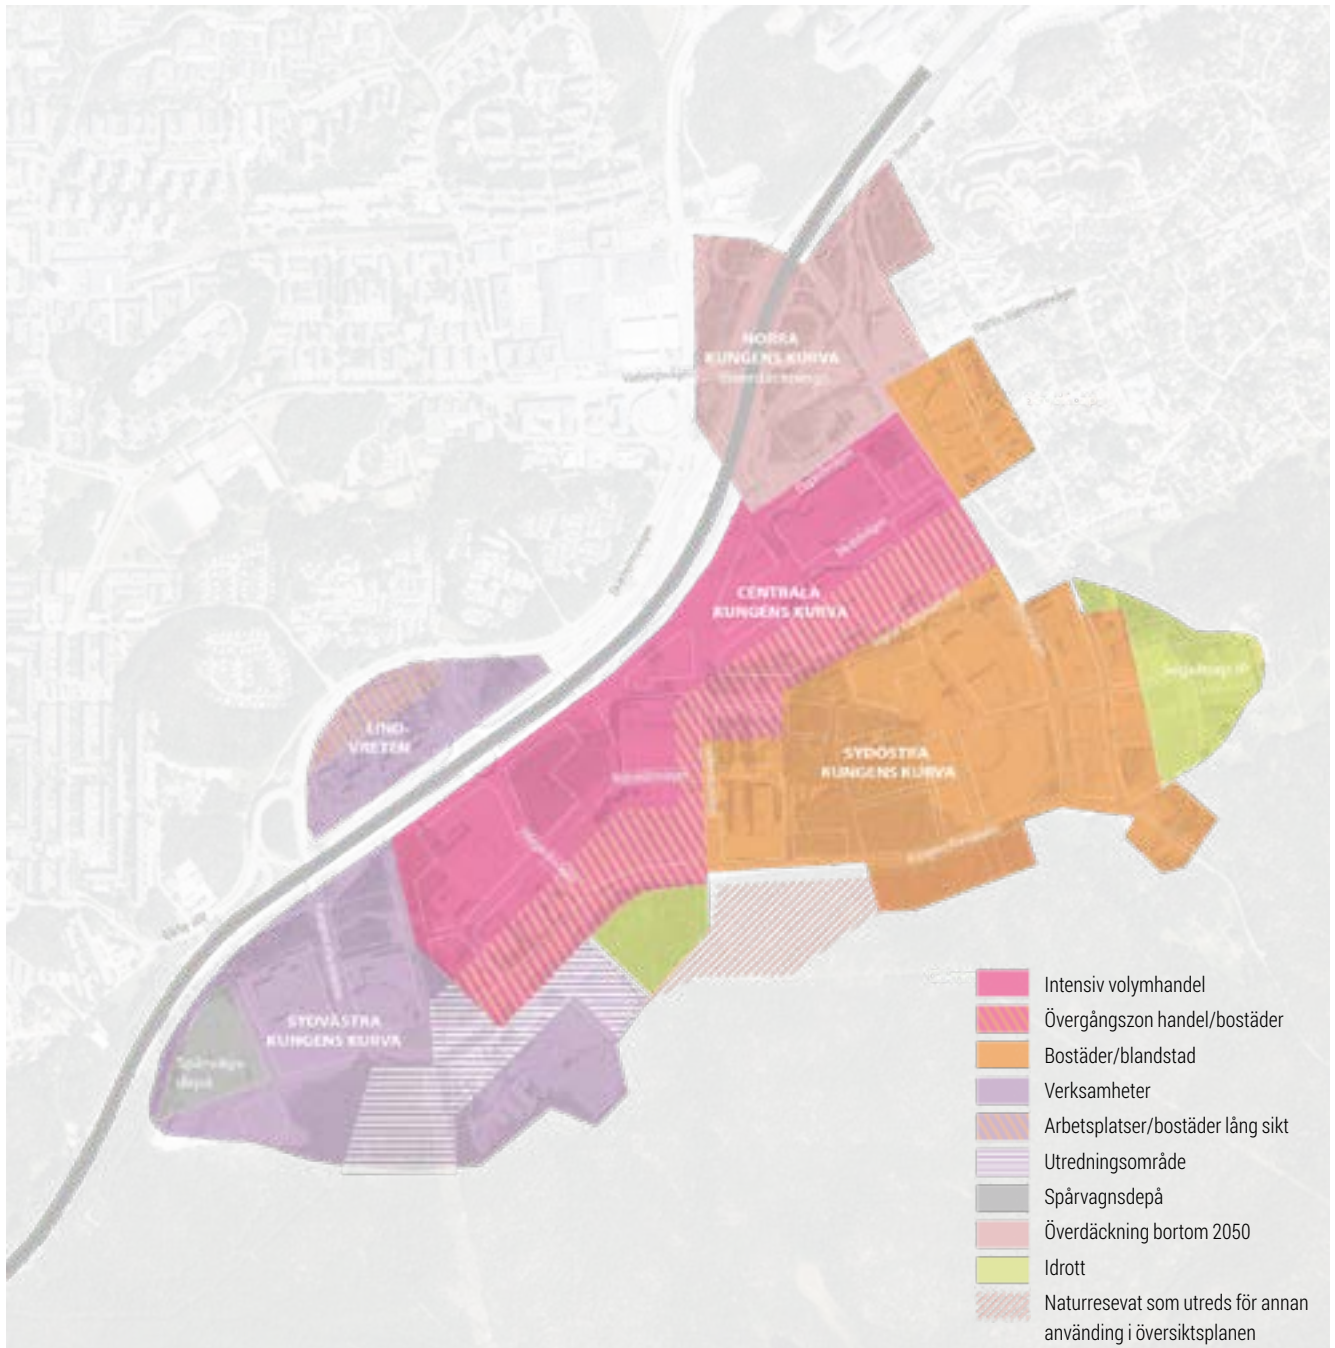 NORRA
KUNGENS KURVA
CENTRALA
KUNGENS KURVA
LIND-
VRETEN
SYDÖSTRA
KUNGENS KURVA
SYDVÄSTRA
KUNGENS KURVA
Spårvagns
depå
Intensiv volymhandel
Övergångszon handel/bostäder
Bostäder/blandstad
Verksamheter
Arbetsplatser/bostäder lång sikt
Utredningsområde
Spårvagnsdepå
Överdäckning bortom 2050
Idrott
Naturresevat som utreds för annan
använding i översiktsplanen